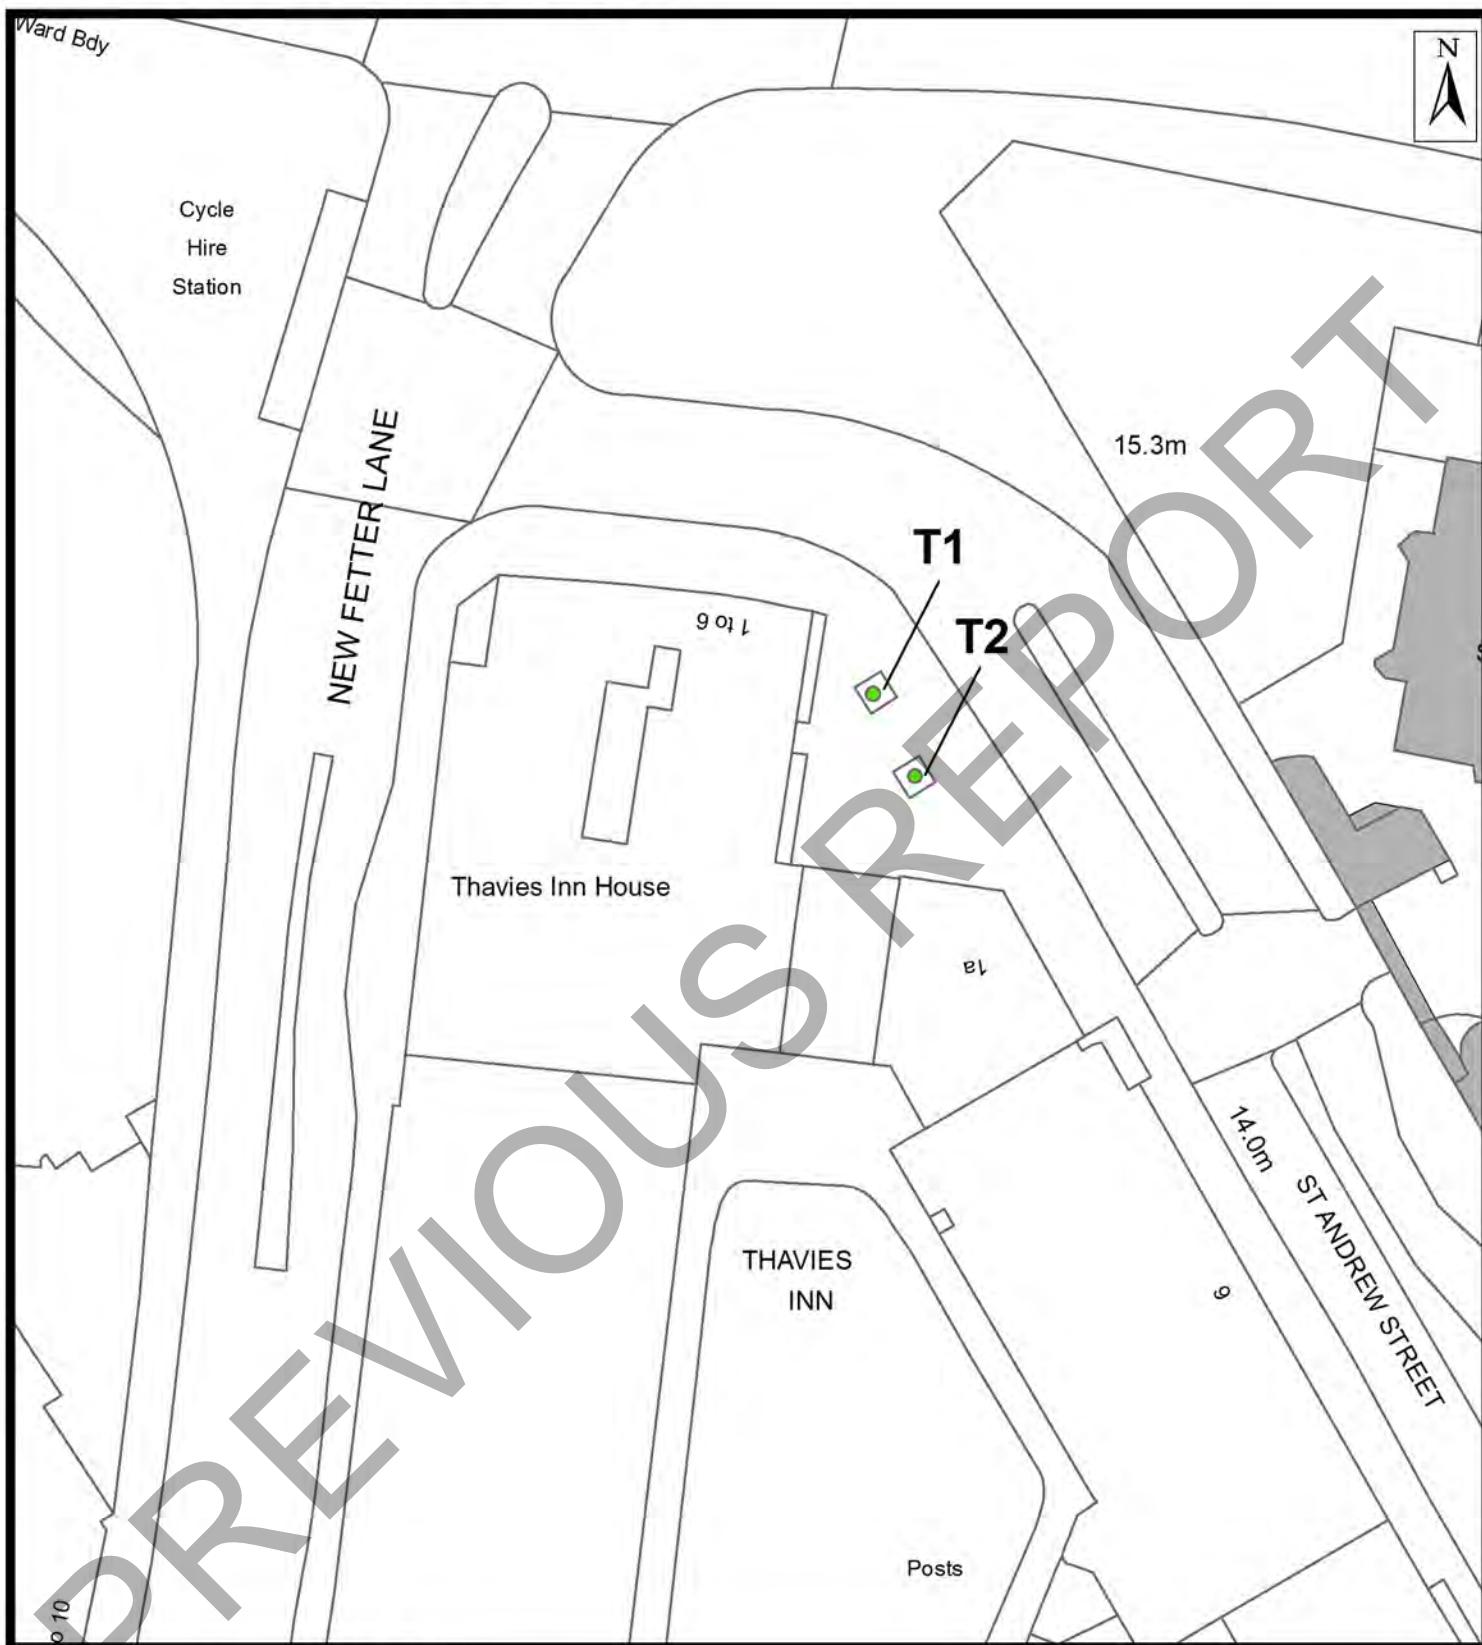 Ward Bdy
N
Cycle
Hire
Station
NEW FETTER LANE
15.3m
T1
T2
1 to 6
Thavies Inn House
1a
14.0m
ST ANDREW STREET
THAVIES
INN
9
Posts
10
PREVIOUS REPORT